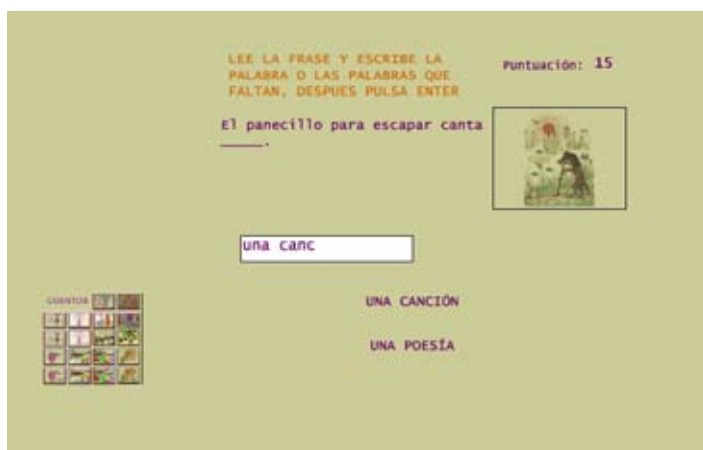 LEE LA FRASE Y ESCRIBE LA
PALABRA O LAS PALABRAS QUE
FALTAN, DESPUES PULSA ENTER
Puntuación: 15
El panecillo para escapar canta
_____.
una canc
CUENTOS
UNA CANCIÓN
UNA POESÍA